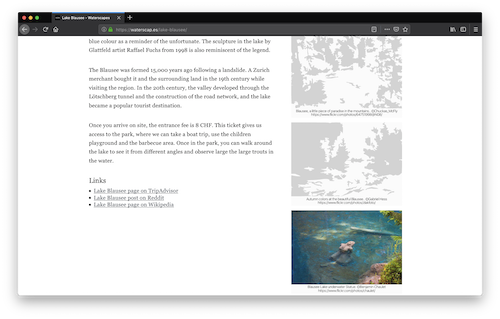 Lake Blausee - Waterscapes
https://waterscap.es/lake-blausee/
blue colour as a reminder of the unfortunate. The sculpture in the lake by
Glattfeld artist Raffael Fuchs from 1998 is also reminiscent of the legend.
The Blausee was formed 15,000 years ago following a landslide. A Zurich
merchant bought it and the surrounding land in the 19th century while
visiting the region. In the 20th century, the valley developed through the
Lötschberg tunnel and the construction of the road network, and the lake
became a popular tourist destination.
Once you arrive on site, the entrance fee is 8 CHF. This ticket gives us
access to the park, where we can take a boat trip, use the children
playground and the barbecue area. Once in the park, you can walk around
the lake to see it from different angles and observe large the large trouts in
the water.
Links
Lake Blausee page on TripAdvisor
Lake Blausee post on Reddit
Lake Blausee page on Wikipedia
Blausee, a little piece of paradise in the mountains.
Autumn colors at the beautiful Blausee.
Blausee Lake underwater Statue.